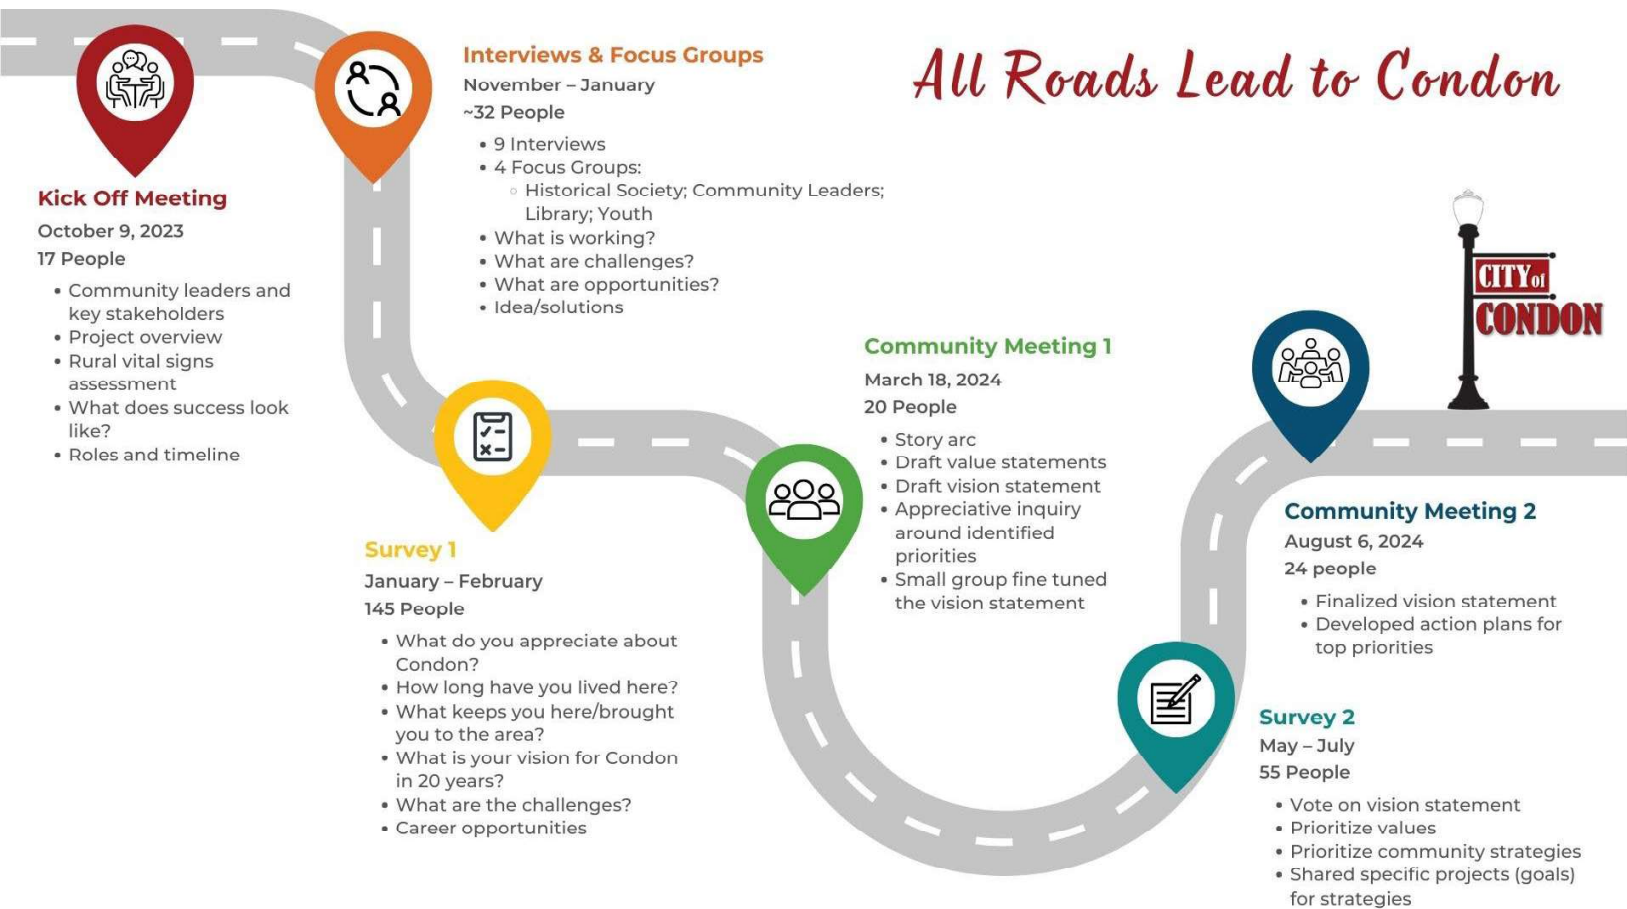 All Roads Lead to Condon
Kick Off Meeting
October 9, 2023
17 People
• Community leaders and
key stakeholders
• Project overview
• Rural vital signs
assessment
• What does success look
like?
• Roles and timeline
Interviews & Focus Groups
November – January
~32 People
• 9 Interviews
• 4 Focus Groups:
◦ Historical Society; Community Leaders;
Library; Youth
• What is working?
• What are challenges?
• What are opportunities?
• Idea/solutions
Survey 1
January – February
145 People
• What do you appreciate about
Condon?
• How long have you lived here?
• What keeps you here/brought
you to the area?
• What is your vision for Condon
in 20 years?
• What are the challenges?
• Career opportunities
Community Meeting 1
March 18, 2024
20 People
• Story arc
• Draft value statements
• Draft vision statement
• Appreciative inquiry
around identified
priorities
• Small group fine tuned
the vision statement
Survey 2
May – July
55 People
• Vote on vision statement
• Prioritize values
• Prioritize community strategies
• Shared specific projects (goals)
for strategies
Community Meeting 2
August 6, 2024
24 people
• Finalized vision statement
• Developed action plans for
top priorities
CITY of
CONDON